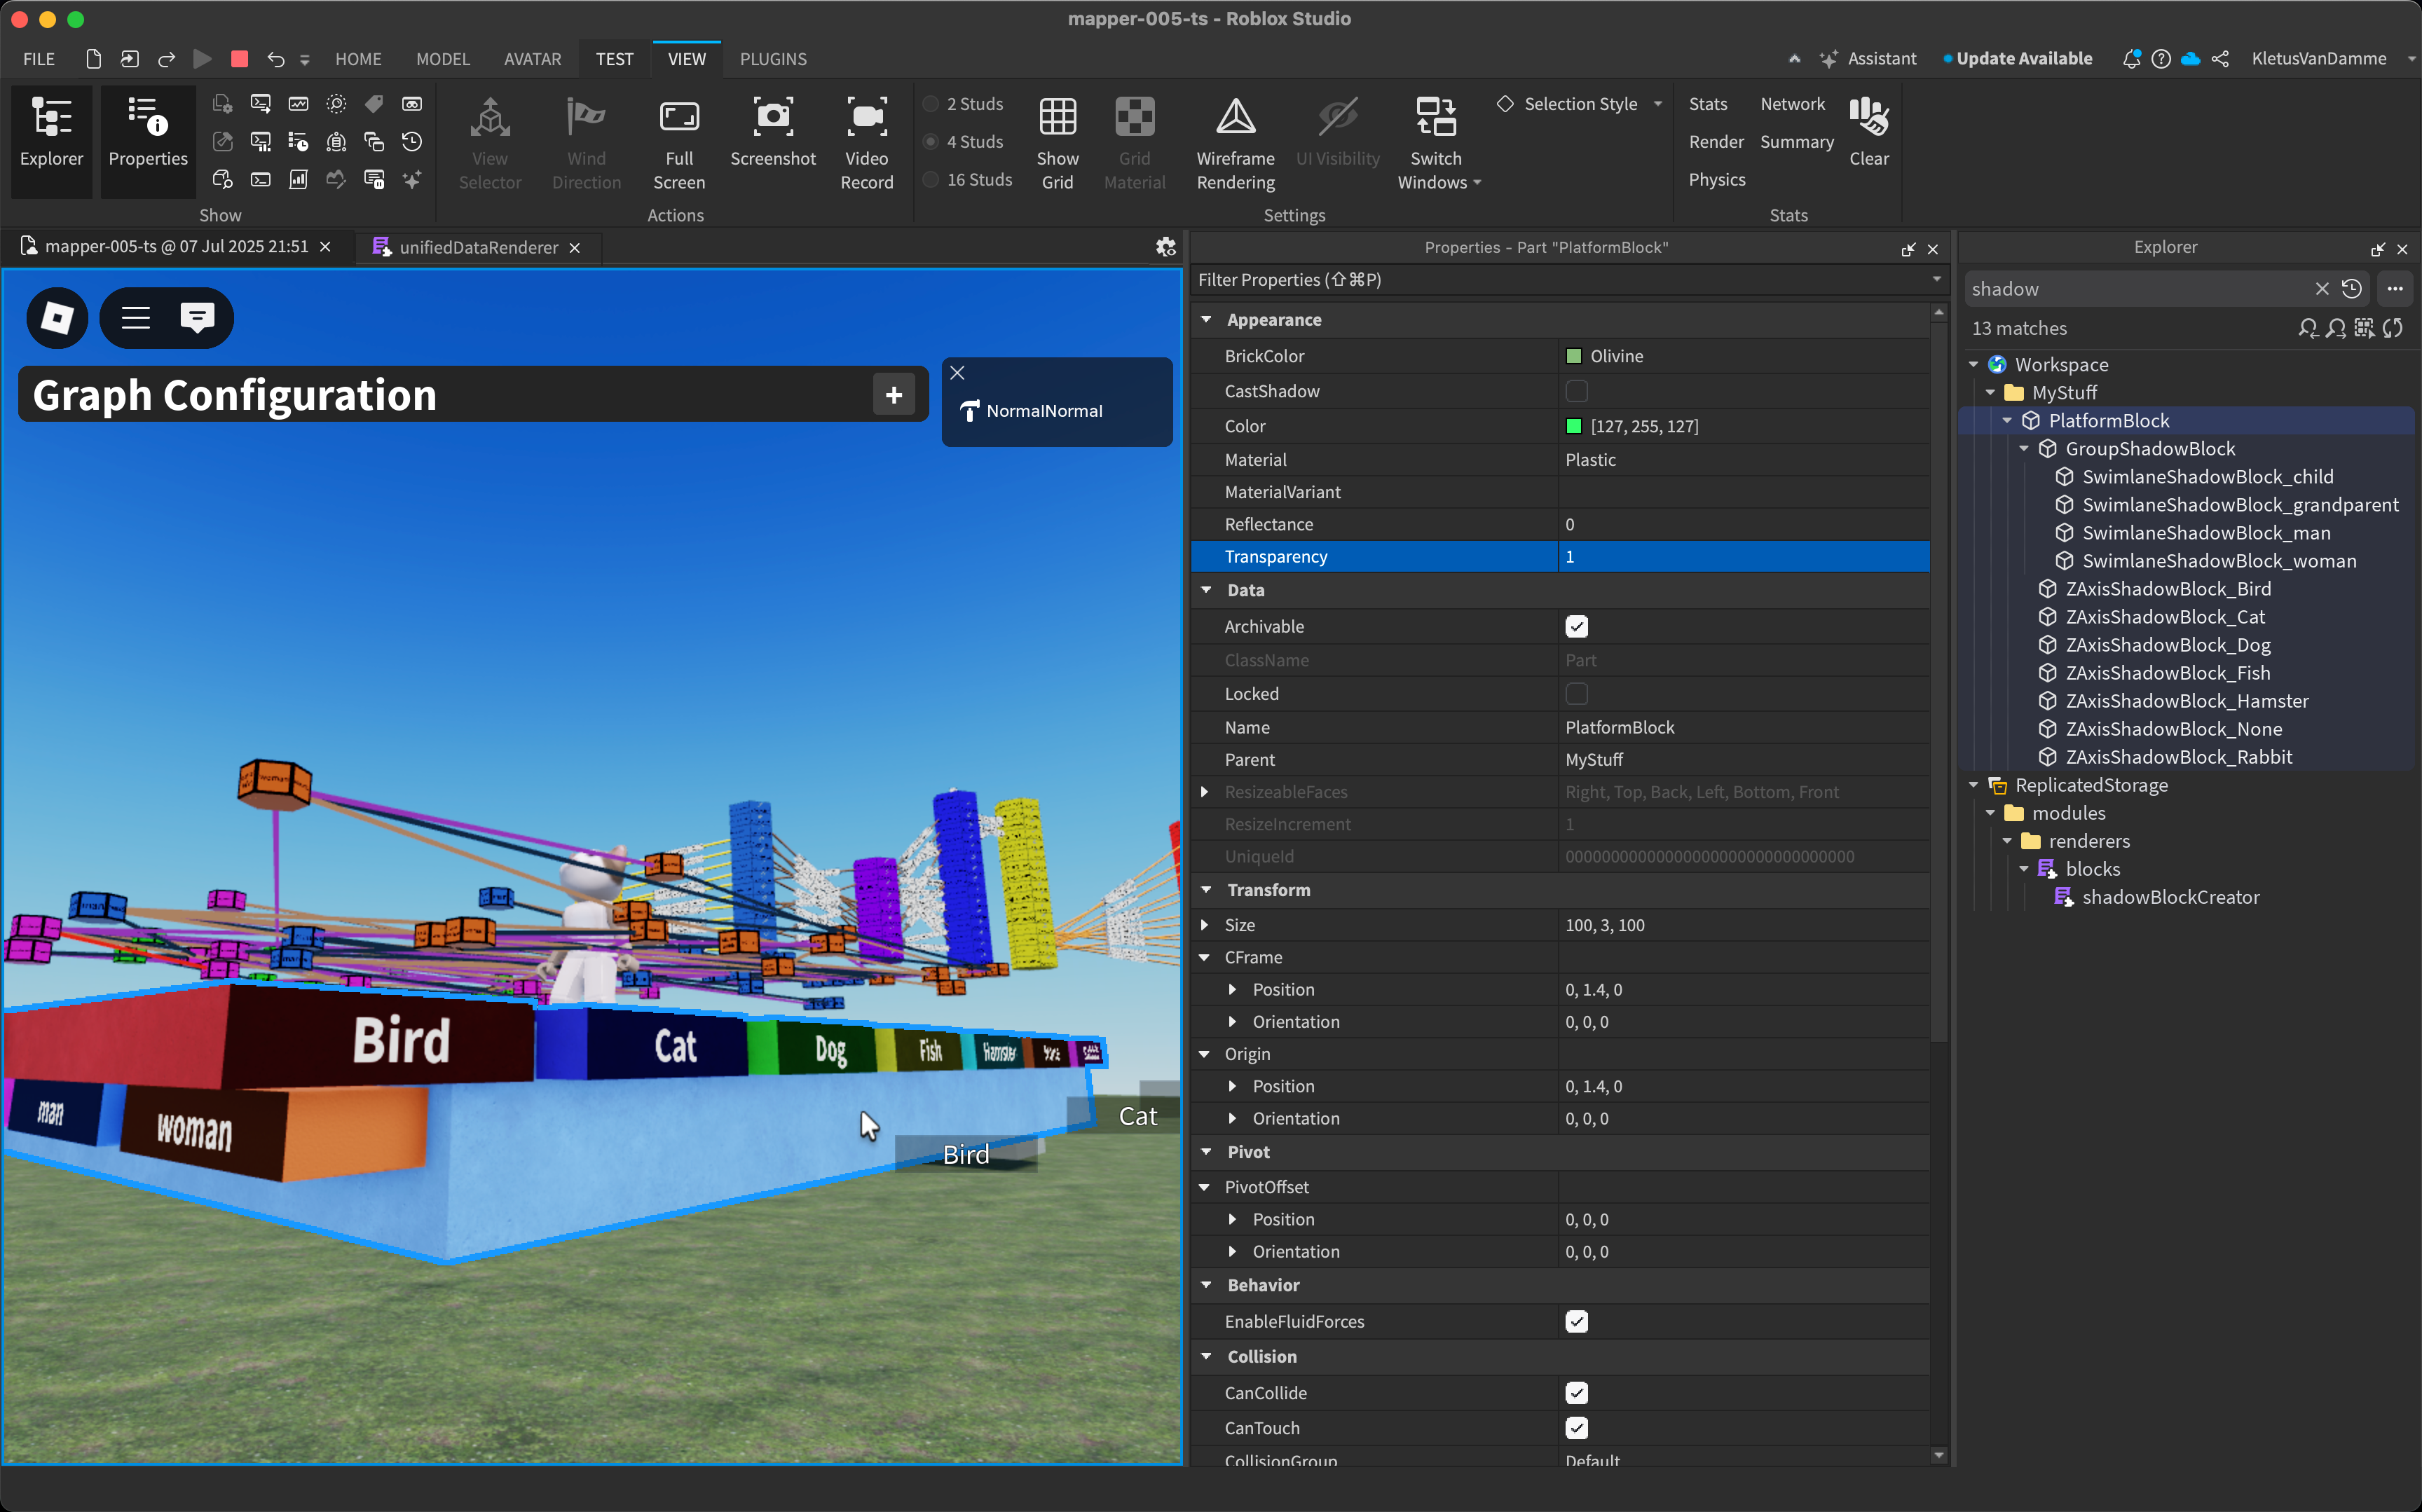 mapper-005-ts - Roblox Studio
FILE
HOME
MODEL
AVATAR
TEST
VIEW
PLUGINS
Assistant
Update Available
KletusVanDamme
Explorer
Properties
Show
View Selector
Wind Direction
Full Screen
Screenshot
Video Record
Actions
2 Studs
4 Studs
16 Studs
Show Grid
Grid Material
Wireframe Rendering
UI Visibility
Switch Windows
Selection Style
Settings
Stats
Network
Render
Summary
Physics
Clear
Stats
mapper-005-ts @ 07 Jul 2025 21:51
unifiedDataRenderer
Graph Configuration
+
NormalNormal
woman
Bird
Cat
Dog
Fish
Hamster
man
woman
Cat
Bird
Properties - Part "PlatformBlock"
Filter Properties (⇧⌘P)
Appearance
BrickColor Olivine
CastShadow
Color [127, 255, 127]
Material Plastic
MaterialVariant
Reflectance 0
Transparency 1
Data
Archivable
ClassName Part
Locked
Name PlatformBlock
Parent MyStuff
ResizeableFaces Right, Top, Back, Left, Bottom, Front
ResizeIncrement 1
UniqueId 00000000000000000000000000000000
Transform
Size 100, 3, 100
CFrame
Position 0, 1.4, 0
Orientation 0, 0, 0
Origin
Position 0, 1.4, 0
Orientation 0, 0, 0
Pivot
PivotOffset
Position 0, 0, 0
Orientation 0, 0, 0
Behavior
EnableFluidForces
Collision
CanCollide
CanTouch
CollisionGroup Default
Explorer
shadow
13 matches
Workspace
MyStuff
PlatformBlock
GroupShadowBlock
SwimlaneShadowBlock_child
SwimlaneShadowBlock_grandparent
SwimlaneShadowBlock_man
SwimlaneShadowBlock_woman
ZAxisShadowBlock_Bird
ZAxisShadowBlock_Cat
ZAxisShadowBlock_Dog
ZAxisShadowBlock_Fish
ZAxisShadowBlock_Hamster
ZAxisShadowBlock_None
ZAxisShadowBlock_Rabbit
ReplicatedStorage
modules
renderers
blocks
shadowBlockCreator